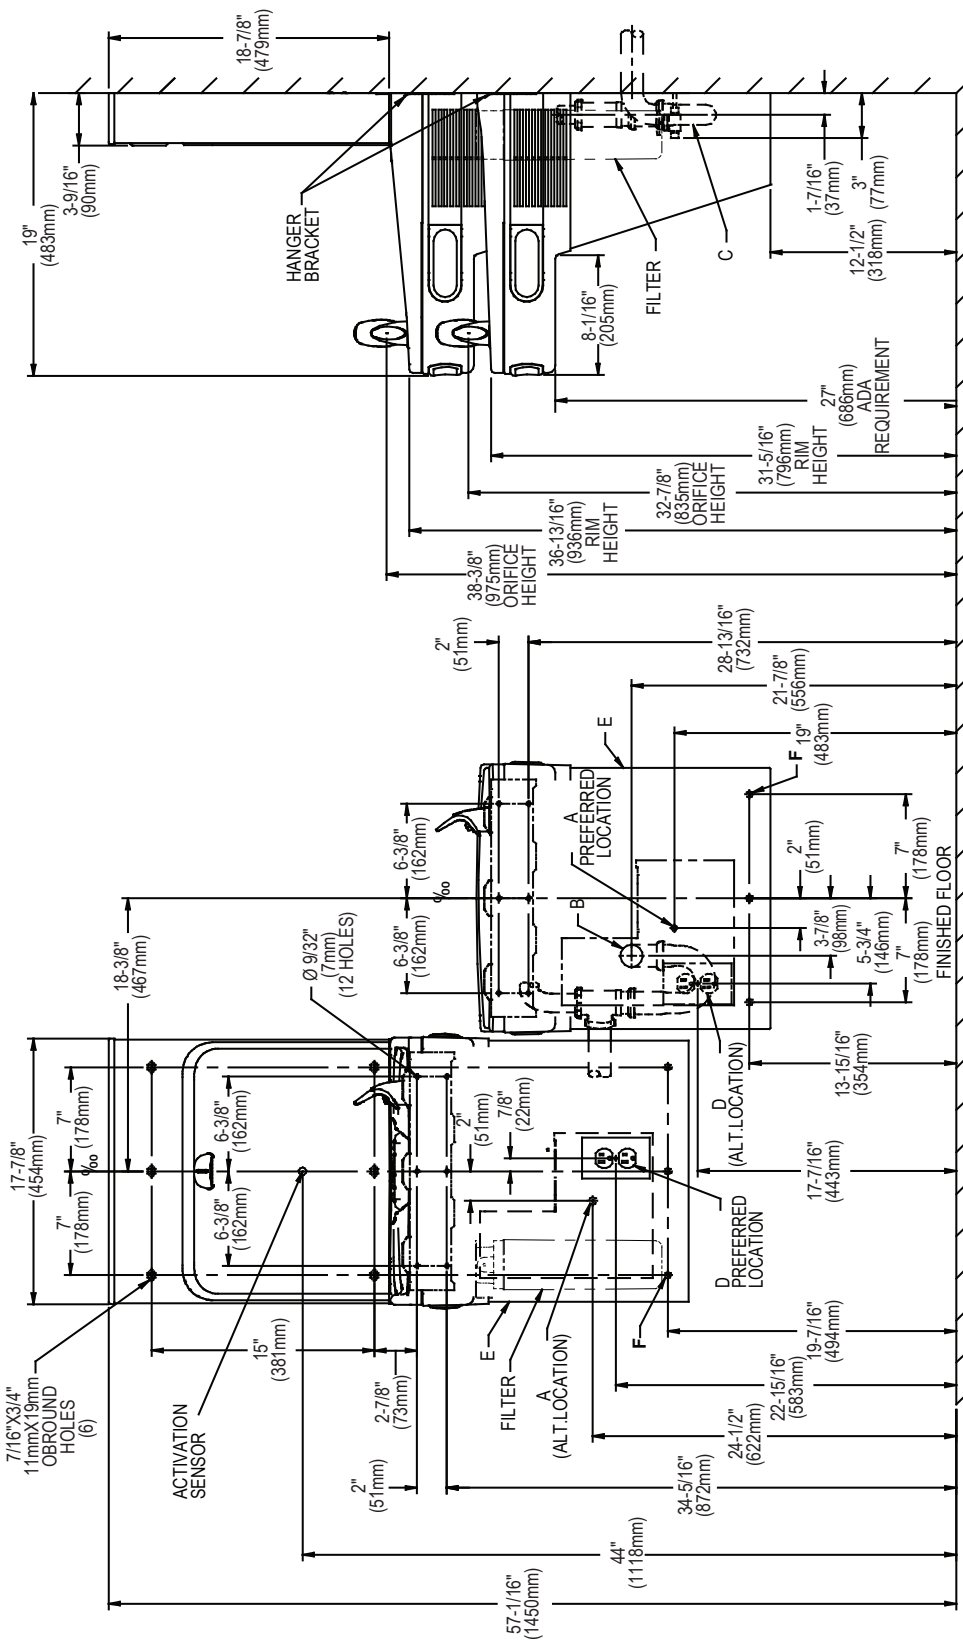 7/16"X3/4"
11mmX19mm
OBROUND
HOLES
(6)
17-7/8"
(454mm)
7"
(178mm)
7"
(178mm)
‰
18-3/8"
(467mm)
ACTIVATION
SENSOR
15"
(381mm)
2-7/8"
(73mm)
2"
(51mm)
6-3/8"
(162mm)
6-3/8"
(162mm)
Ø 9/32"
(7mm)
(12 HOLES)
6-3/8"
(162mm)
6-3/8"
(162mm)
‰
57-1/16"
(1450mm)
44"
(1118mm)
34-5/16"
(872mm)
24-1/2"
(622mm)
22-15/16"
(583mm)
19-7/16"
(494mm)
E
FILTER
A
(ALT.LOCATION)
F
2"
(51mm)
7/8"
(22mm)
D
PREFERRED
LOCATION
17-7/16"
(443mm)
D
(ALT.LOCATION)
13-15/16"
(354mm)
B
A
PREFERRED
LOCATION
E
F
2"
(51mm)
3-7/8"
(98mm)
5-3/4"
(146mm)
7"
(178mm)
7"
(178mm)
FINISHED FLOOR
2"
(51mm)
28-13/16"
(732mm)
21-7/8"
(556mm)
19"
(483mm)
38-3/8"
(975mm)
ORIFICE
HEIGHT
36-13/16"
(936mm)
RIM
HEIGHT
32-7/8"
(835mm)
ORIFICE
HEIGHT
31-5/16"
(796mm)
RIM
HEIGHT
27"
(686mm)
ADA
REQUIREMENT
19"
(483mm)
3-9/16"
(90mm)
18-7/8"
(479mm)
HANGER
BRACKET
8-1/16"
(205mm)
FILTER
C
1-7/16"
(37mm)
3"
(77mm)
12-1/2"
(318mm)